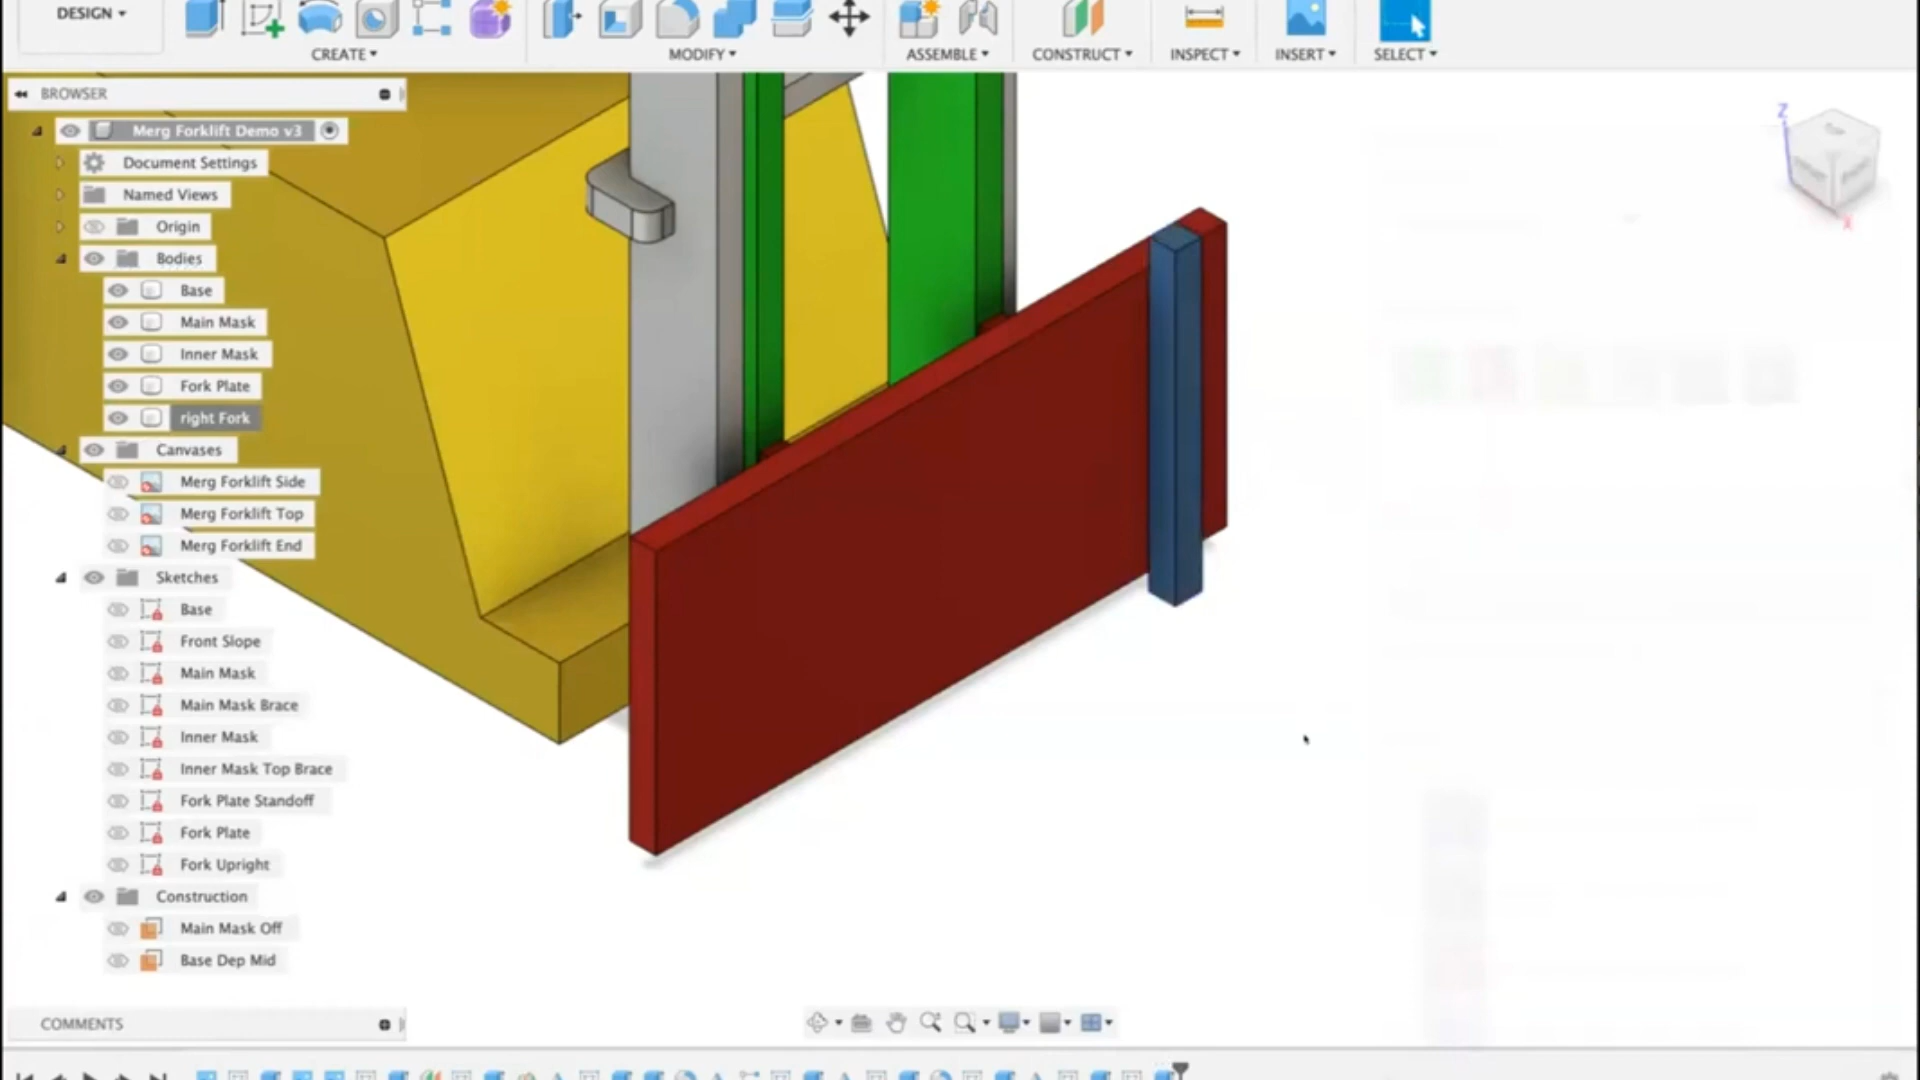 DESIGN
CREATE
MODIFY
ASSEMBLE
CONSTRUCT
INSPECT
INSERT
SELECT
BROWSER
Merg Forklift Demo v3
Document Settings
Named Views
Origin
Bodies
Base
Main Mask
Inner Mask
Fork Plate
right Fork
Canvases
Merg Forklift Side
Merg Forklift Top
Merg Forklift End
Sketches
Base
Front Slope
Main Mask
Main Mask Brace
Inner Mask
Inner Mask Top Brace
Fork Plate Standoff
Fork Plate
Fork Upright
Construction
Main Mask Off
Base Dep Mid
COMMENTS
Z
X